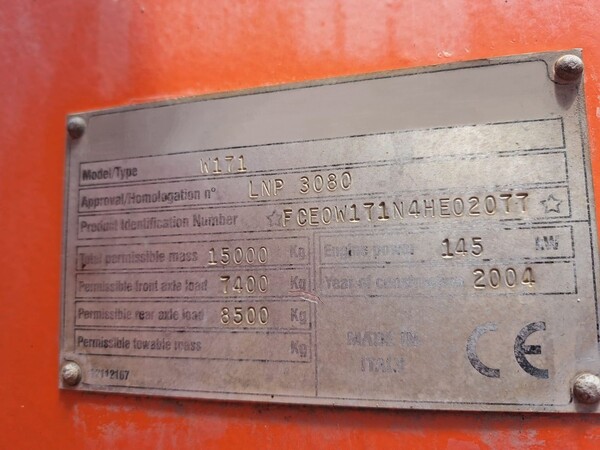 Model/Type W171
Approval/Homologation n° LNP 3080
Product Identification Number ☆FCE0W171N4HE02077☆
Total permissible mass 15000 Kg Engine power 145 kW
Permissible front axle load 7400 Kg Year of construction 2004
Permissible rear axle load 8500 Kg
Permissible towable mass Kg MADE IN
ITALY CE